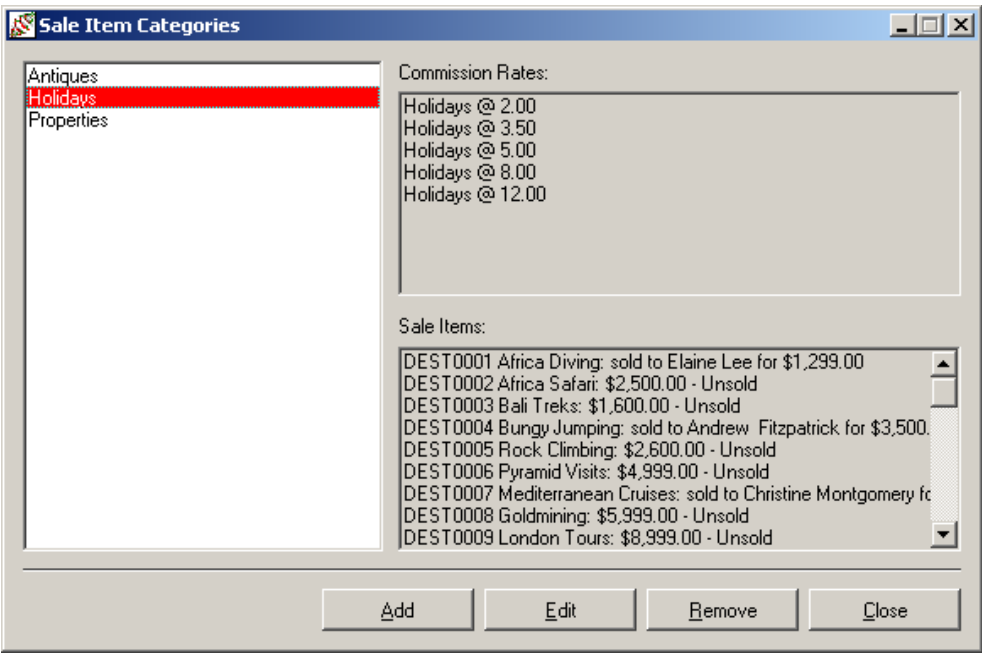 Sale Item Categories
Antiques
Holidays
Properties
Commission Rates:
Holidays @ 2.00
Holidays @ 3.50
Holidays @ 5.00
Holidays @ 8.00
Holidays @ 12.00
Sale Items:
DEST0001 Africa Diving: sold to Elaine Lee for $1,299.00
DEST0002 Africa Safari: $2,500.00 - Unsold
DEST0003 Bali Treks: $1,600.00 - Unsold
DEST0004 Bungy Jumping: sold to Andrew  Fitzpatrick for $3,500.
DEST0005 Rock Climbing: $2,600.00 - Unsold
DEST0006 Pyramid Visits: $4,999.00 - Unsold
DEST0007 Mediterranean Cruises: sold to Christine Montgomery fo
DEST0008 Goldmining: $5,999.00 - Unsold
DEST0009 London Tours: $8,999.00 - Unsold
Add Edit Remove Close